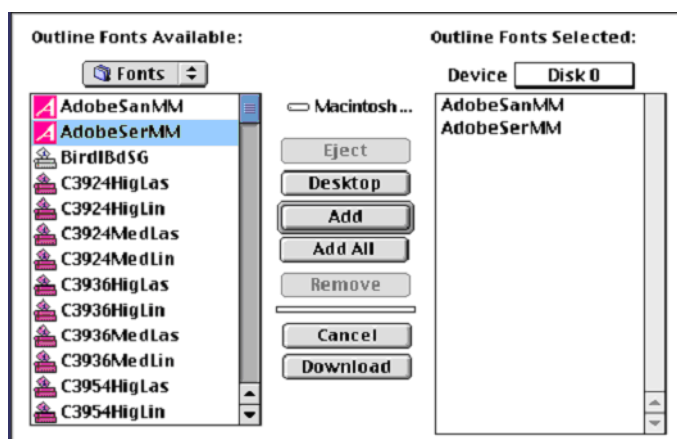 Outline Fonts Available:
Fonts
AdobeSanMM
AdobeSerMM
BirdIBdSG
C3924HigLas
C3924HigLin
C3924MedLas
C3924MedLin
C3936HigLas
C3936HigLin
C3936MedLas
C3936MedLin
C3954HigLas
C3954HigLin
Macintosh ...
Eject
Desktop
Add
Add All
Remove
Cancel
Download
Outline Fonts Selected:
Device Disk 0
AdobeSanMM
AdobeSerMM